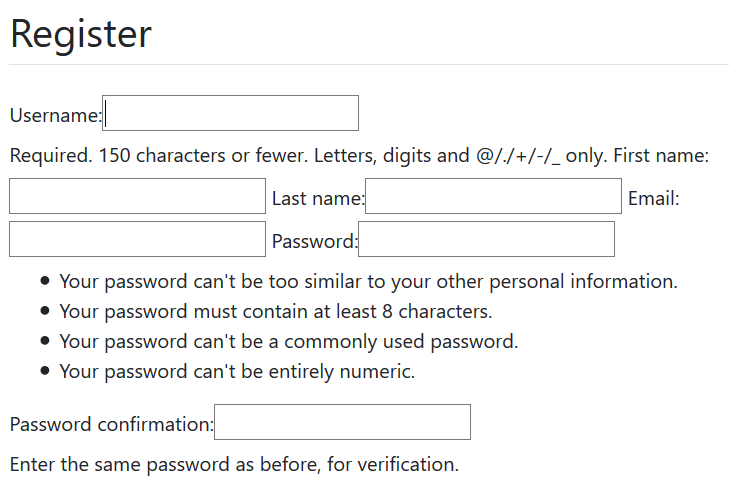 Register
Username:
Required. 150 characters or fewer. Letters, digits and @/./+/-/_ only. First name:
Last name: Email:
Password:
Your password can't be too similar to your other personal information.
Your password must contain at least 8 characters.
Your password can't be a commonly used password.
Your password can't be entirely numeric.
Password confirmation:
Enter the same password as before, for verification.